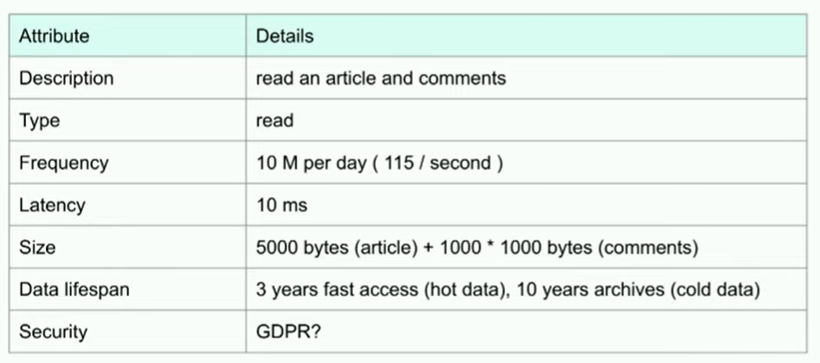 Attribute Details
Description read an article and comments
Type read
Frequency 10 M per day ( 115 / second )
Latency 10 ms
Size 5000 bytes (article) + 1000 * 1000 bytes (comments)
Data lifespan 3 years fast access (hot data), 10 years archives (cold data)
Security GDPR?